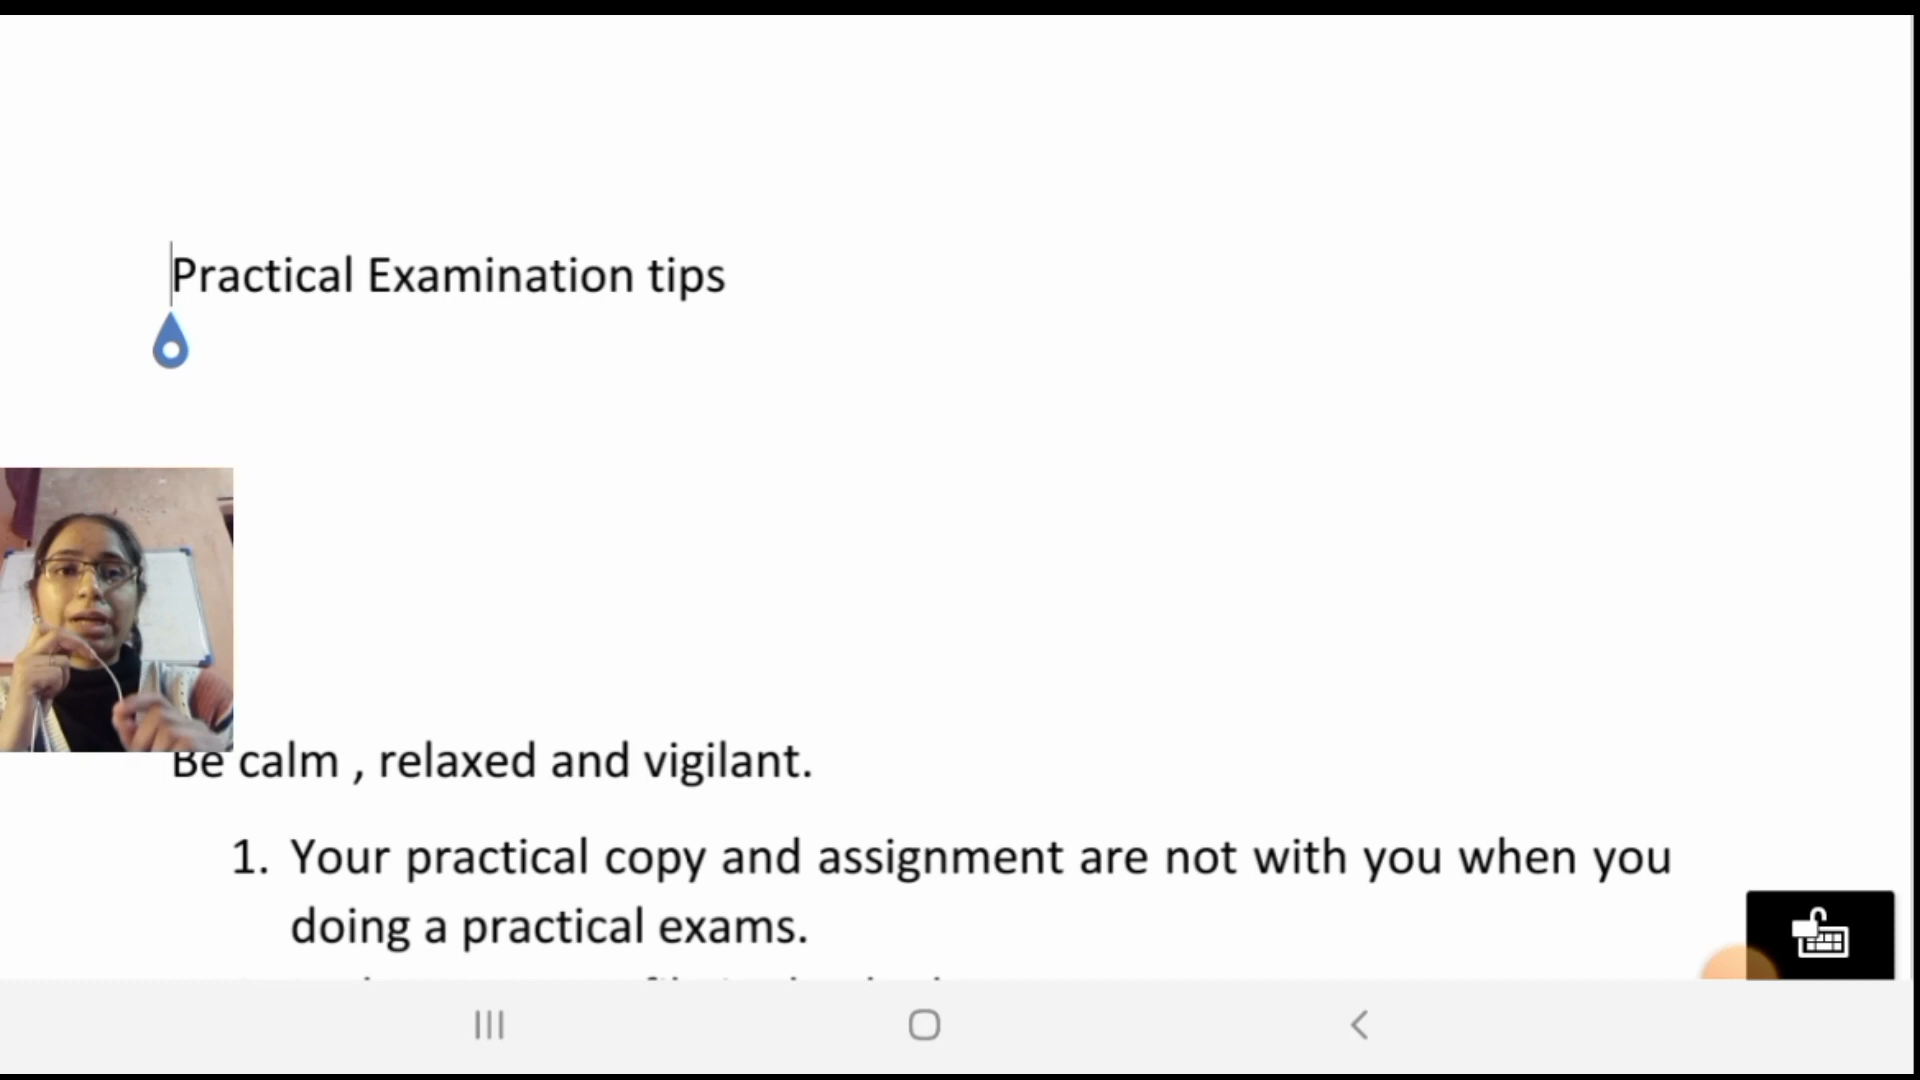 Practical Examination tips
Be calm , relaxed and vigilant.
1. Your practical copy and assignment are not with you when you
doing a practical exams.